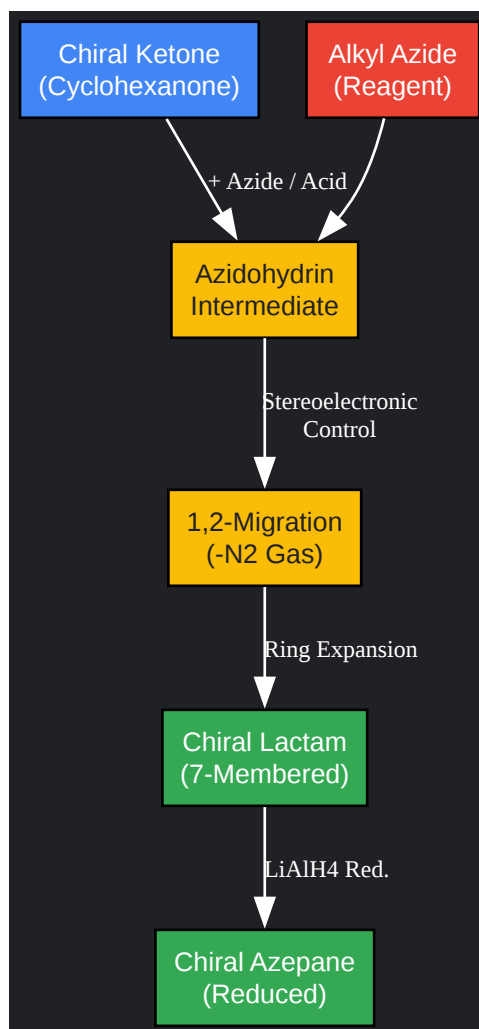 Chiral Ketone
(Cyclohexanone)
Alkyl Azide
(Reagent)
+ Azide / Acid
Azidohydrin
Intermediate
Stereoelectronic
Control
1,2-Migration
(-N2 Gas)
Ring Expansion
Chiral Lactam
(7-Membered)
LiAlH4 Red.
Chiral Azepane
(Reduced)